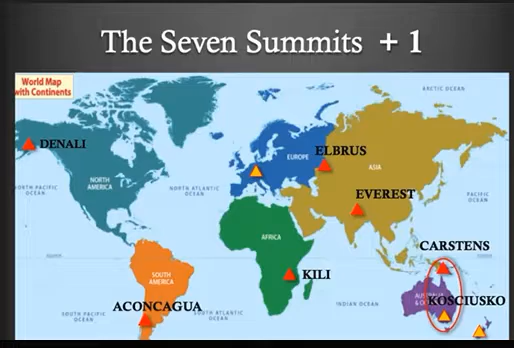 The Seven Summits + 1
World Map
with Continents
ARCTIC OCEAN
DENALI
ELBRUS
EUROPE
ASIA
NORTH
AMERICA
NORTH PACIFIC
OCEAN
NORTH ATLANTIC
OCEAN
EVEREST
PACIFIC
OCEAN
AFRICA
CARSTENS
KILI
SOUTH
AMERICA
ACONCAGUA
INDIAN OCEAN
KOSCIUSKO
SOUTH PACIFIC
OCEAN
SOUTH ATLANTIC
OCEAN